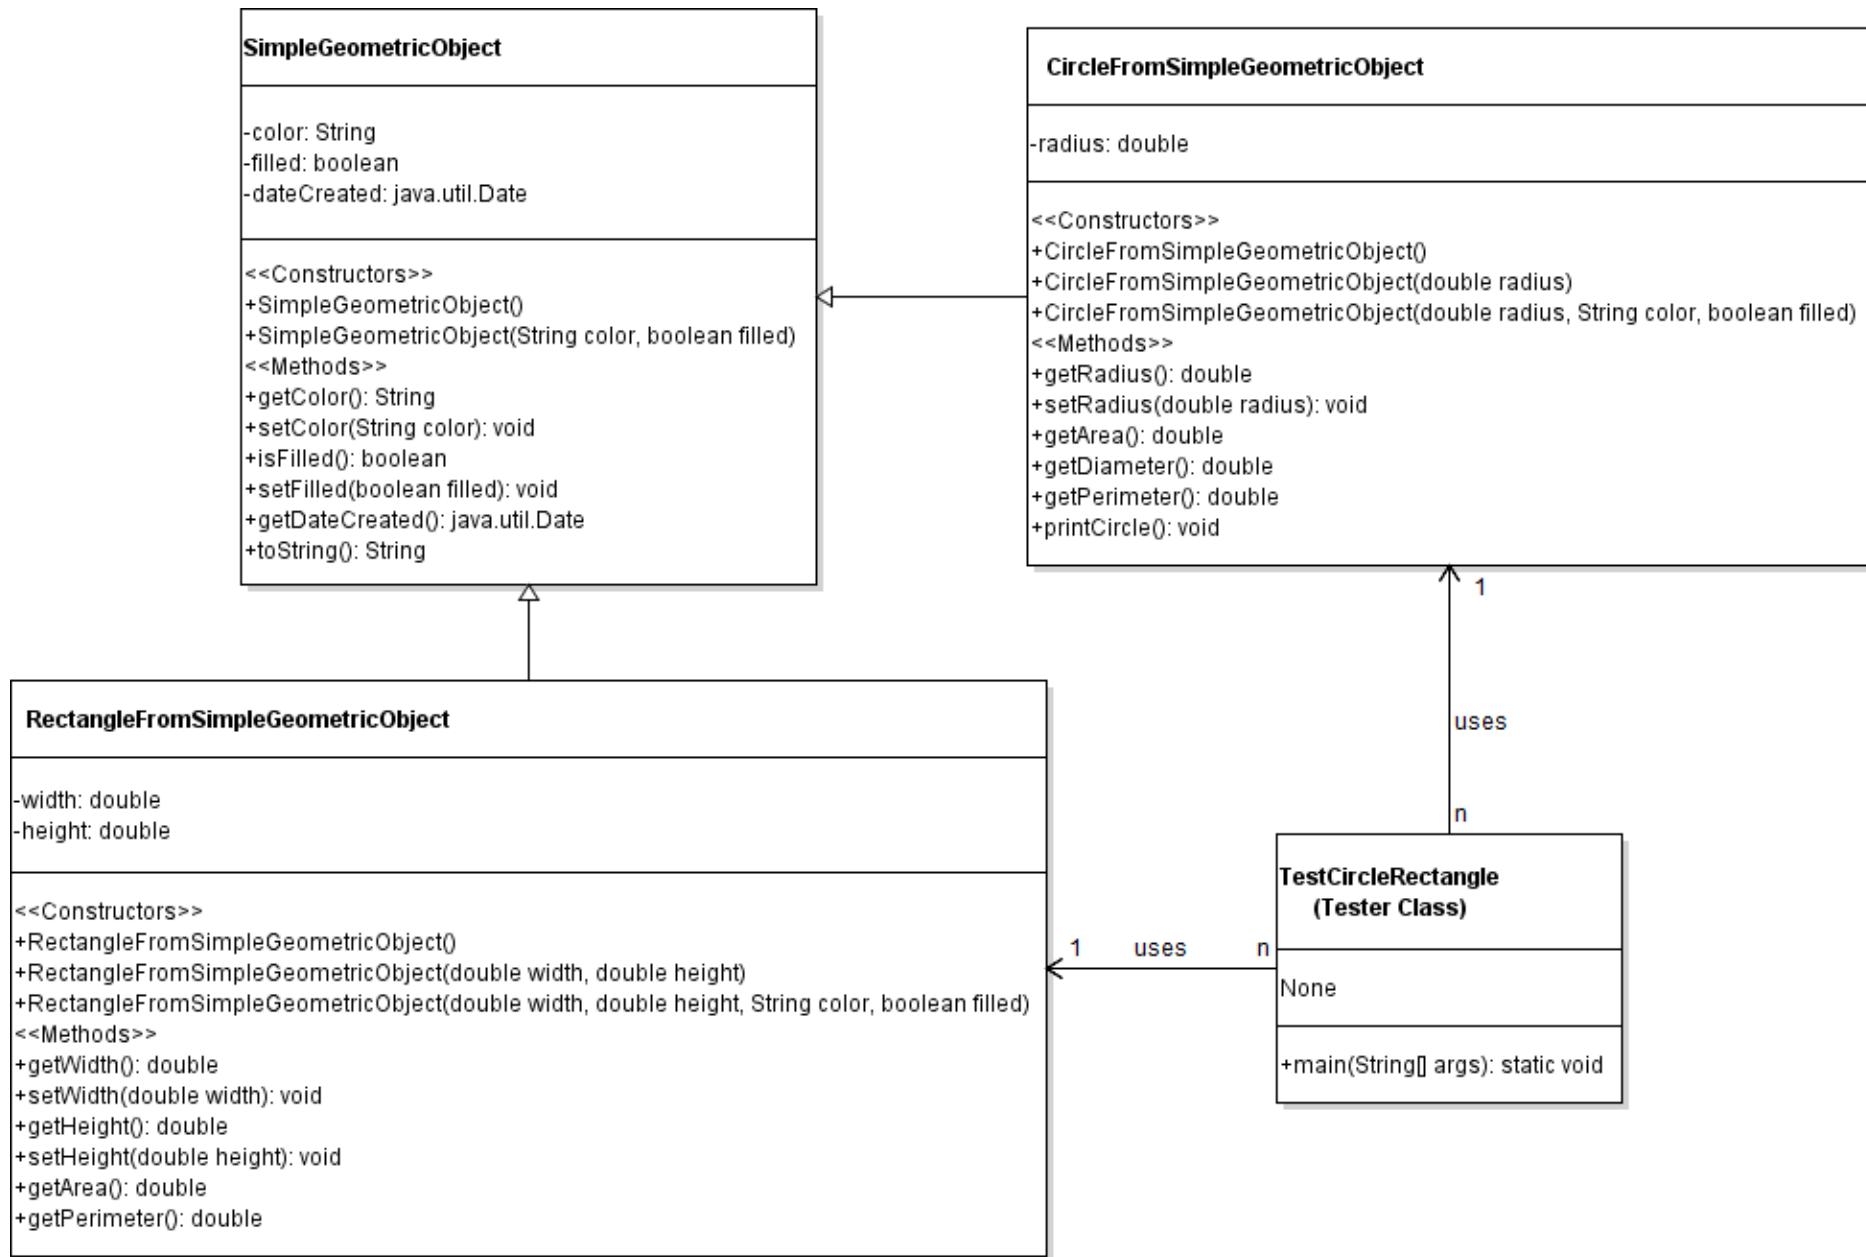 SimpleGeometricObject
-color: String
-filled: boolean
-dateCreated: java.util.Date
<<Constructors>>
+SimpleGeometricObject()
+SimpleGeometricObject(String color, boolean filled)
<<Methods>>
+getColor(): String
+setColor(String color): void
+isFilled(): boolean
+setFilled(boolean filled): void
+getDateCreated(): java.util.Date
+toString(): String
CircleFromSimpleGeometricObject
-radius: double
<<Constructors>>
+CircleFromSimpleGeometricObject()
+CircleFromSimpleGeometricObject(double radius)
+CircleFromSimpleGeometricObject(double radius, String color, boolean filled)
<<Methods>>
+getRadius(): double
+setRadius(double radius): void
+getArea(): double
+getDiameter(): double
+getPerimeter(): double
+printCircle(): void
1
uses
n
RectangleFromSimpleGeometricObject
-width: double
-height: double
<<Constructors>>
+RectangleFromSimpleGeometricObject()
+RectangleFromSimpleGeometricObject(double width, double height)
+RectangleFromSimpleGeometricObject(double width, double height, String color, boolean filled)
<<Methods>>
+getWidth(): double
+setWidth(double width): void
+getHeight(): double
+setHeight(double height): void
+getArea(): double
+getPerimeter(): double
1 uses n
TestCircleRectangle
(Tester Class)
None
+main(String[] args): static void